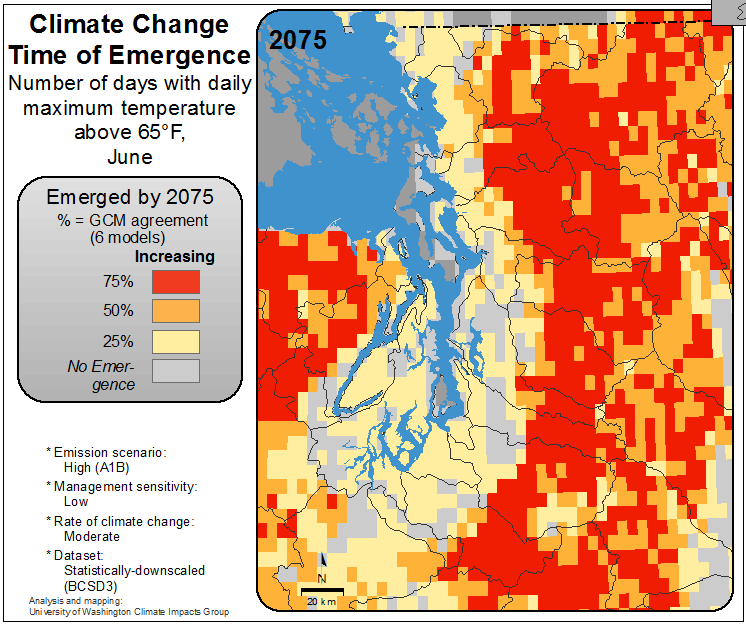 Climate Change
Time of Emergence
Number of days with daily
maximum temperature
above 65°F,
June
Emerged by 2075
% = GCM agreement
(6 models)
Increasing
75%
50%
25%
No Emer-
gence
* Emission scenario:
High (A1B)
* Management sensitivity:
Low
* Rate of climate change:
Moderate
* Dataset:
Statistically-downscaled
(BCSD3)
Analysis and mapping:
University of Washington Climate Impacts Group
2075
N
20 km